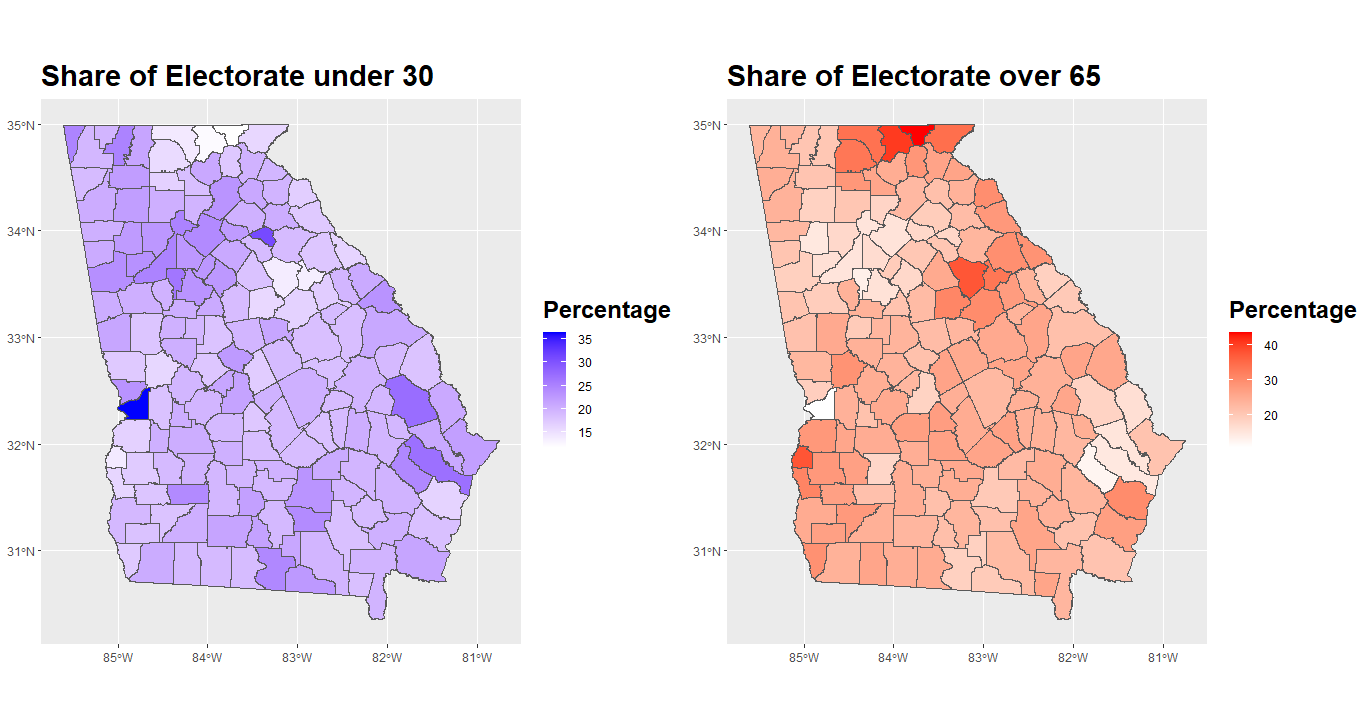 Share of Electorate under 30
35°N
34°N
33°N
32°N
31°N
85°W 84°W 83°W 82°W 81°W
Percentage
35
30
25
20
15
Share of Electorate over 65
35°N
34°N
33°N
32°N
31°N
85°W 84°W 83°W 82°W 81°W
Percentage
40
30
20